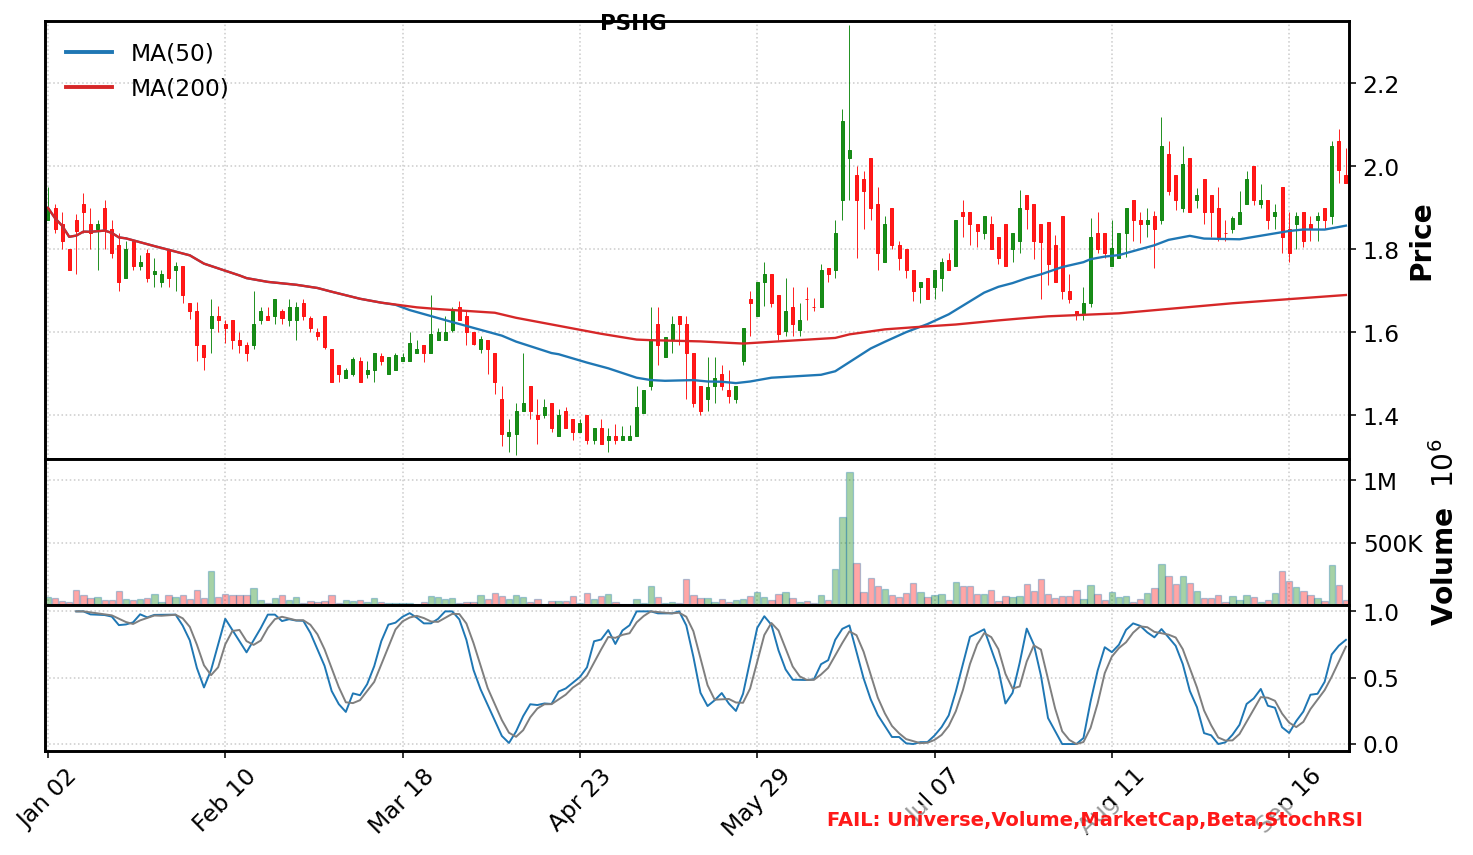 PSHG
MA(50)
MA(200)
2.2
2.0
1.8
1.6
1.4
Price
10^6
1M
500K
Volume
1.0
0.5
0.0
Jan 02
Feb 10
Mar 18
Apr 23
May 29
Jul 07
Aug 11
Sep 16
FAIL: Universe,Volume,MarketCap,Beta,StochRSI